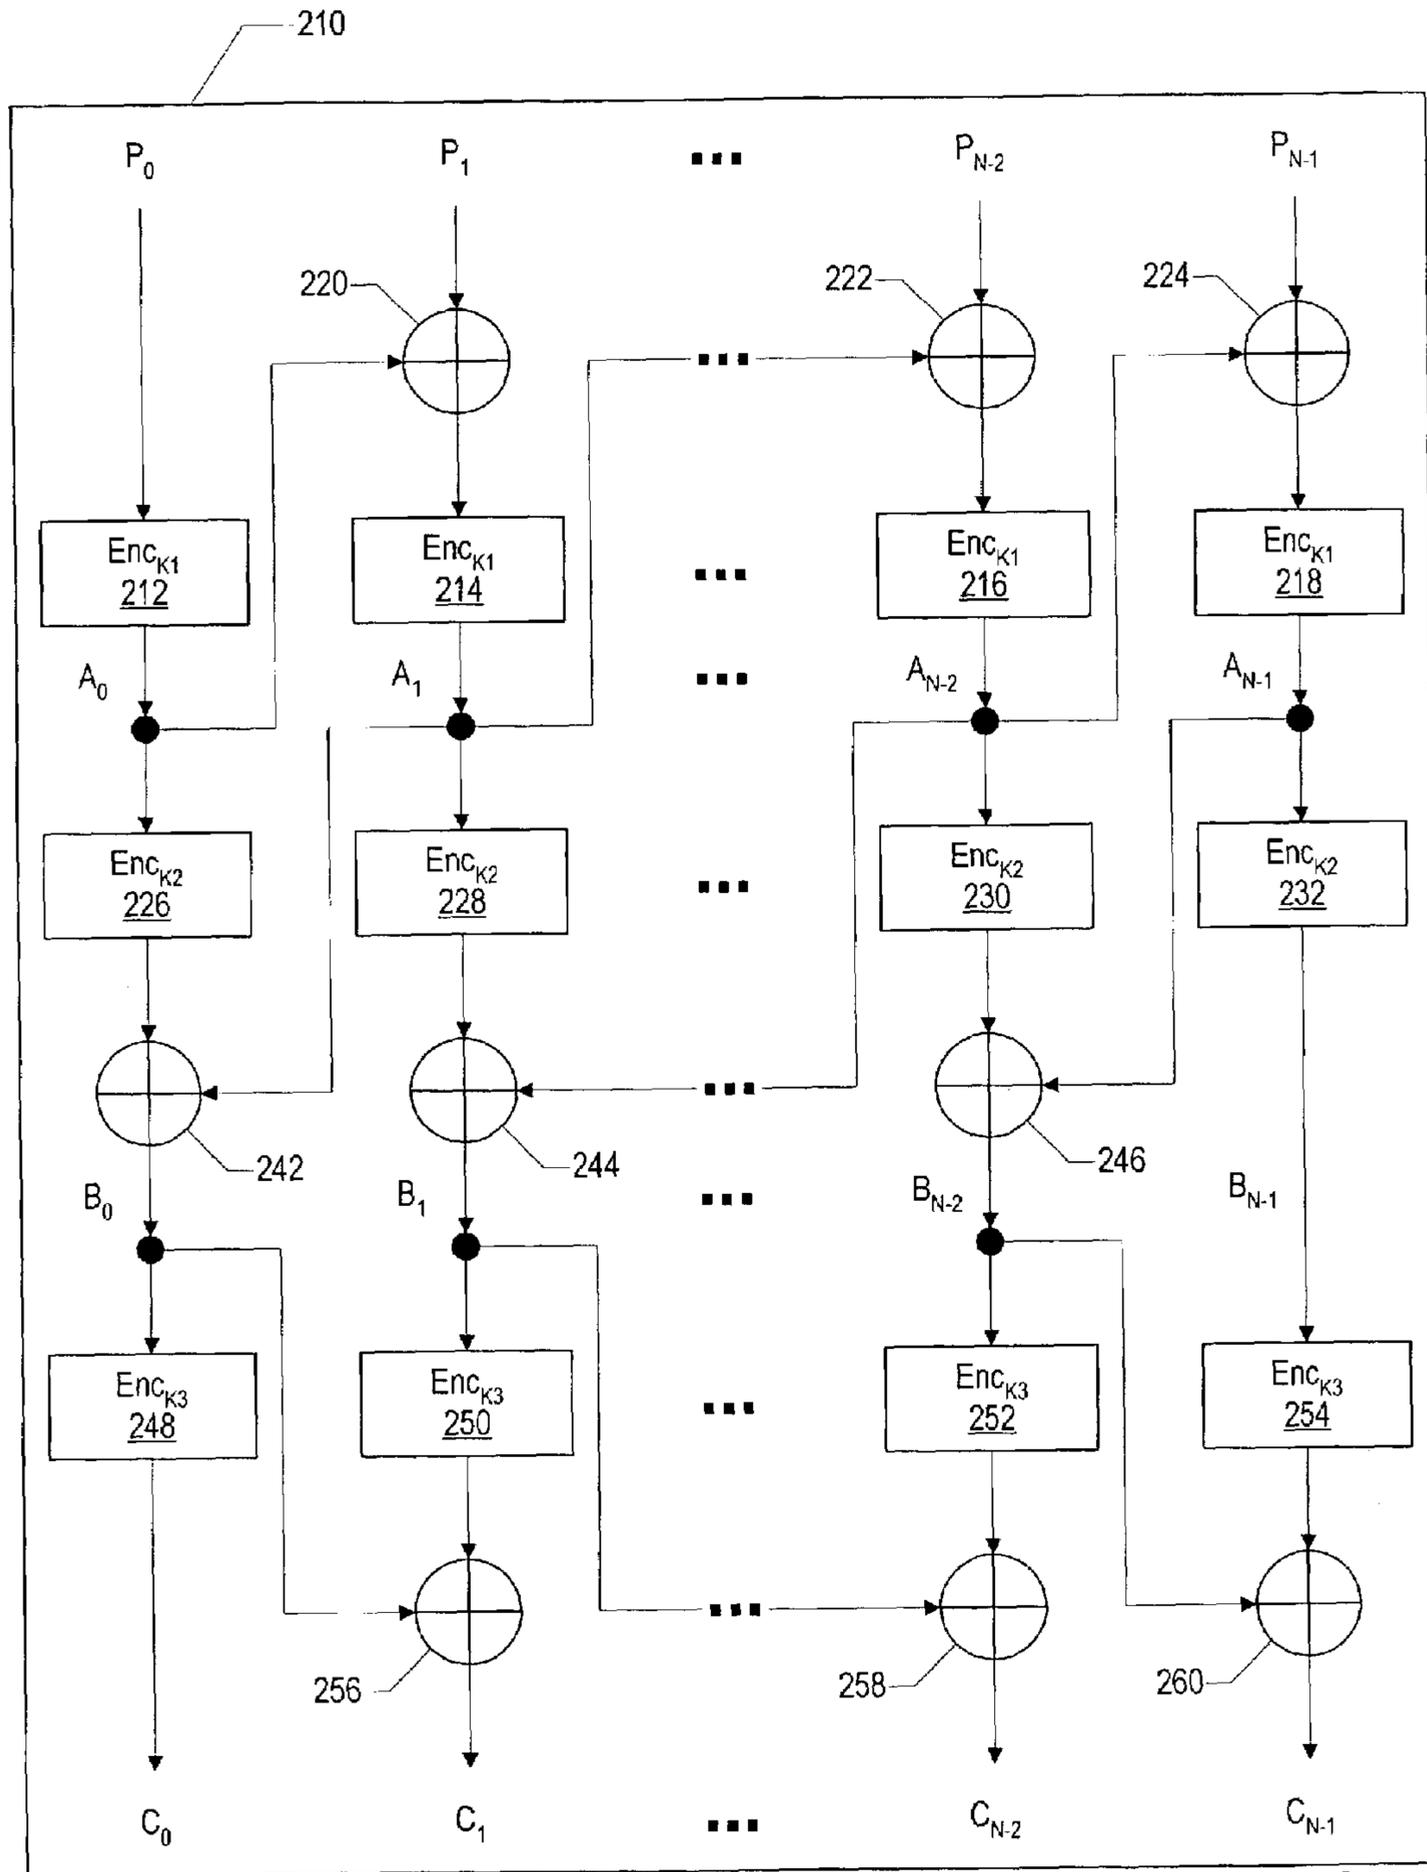 210
P0 P1 ... PN-2 PN-1
220 222 224
EncK1 EncK1 ... EncK1 EncK1
212 214 216 218
A0 A1 ... AN-2 AN-1
EncK2 EncK2 ... EncK2 EncK2
226 228 230 232
242 244 ... 246
B0 B1 ... BN-2 BN-1
EncK3 EncK3 ... EncK3 EncK3
248 250 252 254
...
256 258 260
C0 C1 ... CN-2 CN-1